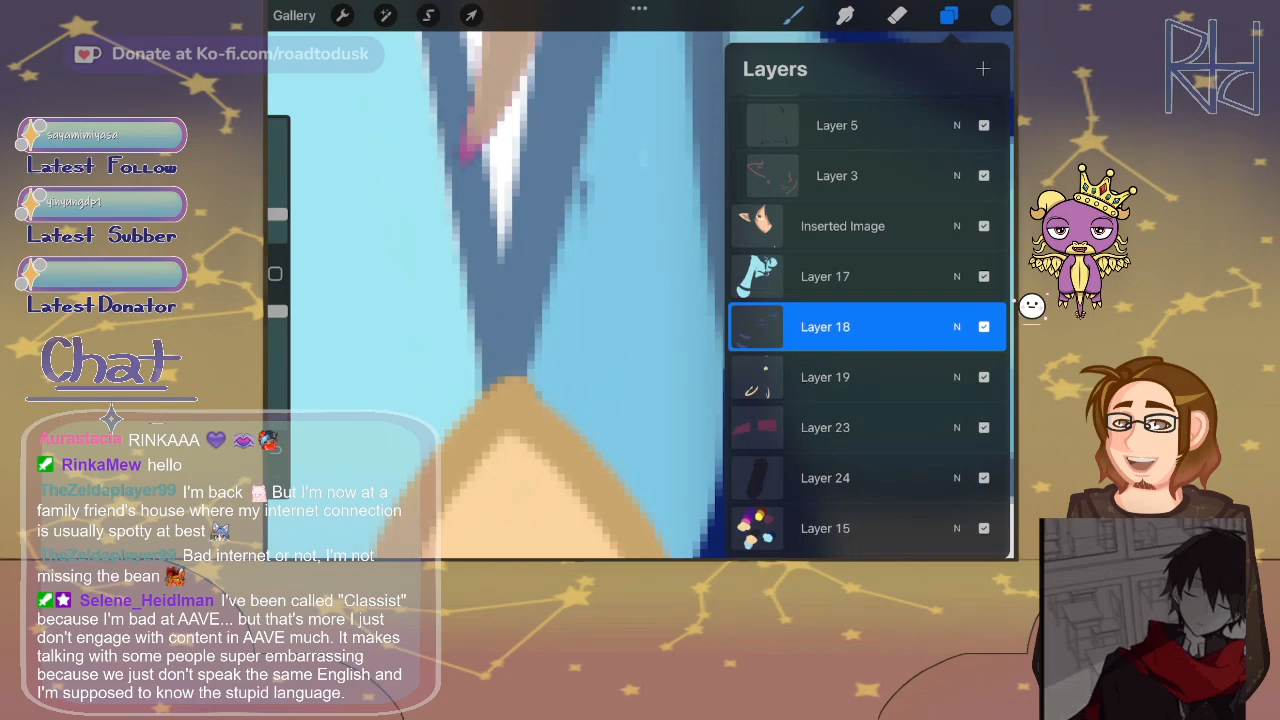 Gallery
Donate at Ko-fi.com/roadtodusk
sayamimiyasa
Latest Follow
yinyangdp1
Latest Subber
Latest Donator
Chat
Aurastacia RINKAAA
RinkaMew hello
TheZeldaplayer99 I'm back But I'm now at a
family friend's house where my internet connection
is usually spotty at best
TheZeldaplayer99 Bad internet or not, I'm not
missing the bean
Selene_Heidlman I've been called "Classist"
because I'm bad at AAVE... but that's more I just
don't engage with content in AAVE much. It makes
talking with some people super embarrassing
because we just don't speak the same English and
I'm supposed to know the stupid language.
Layers
Layer 5 N
Layer 3 N
Inserted Image N
Layer 17 N
Layer 18 N
Layer 19 N
Layer 23 N
Layer 24 N
Layer 15 N